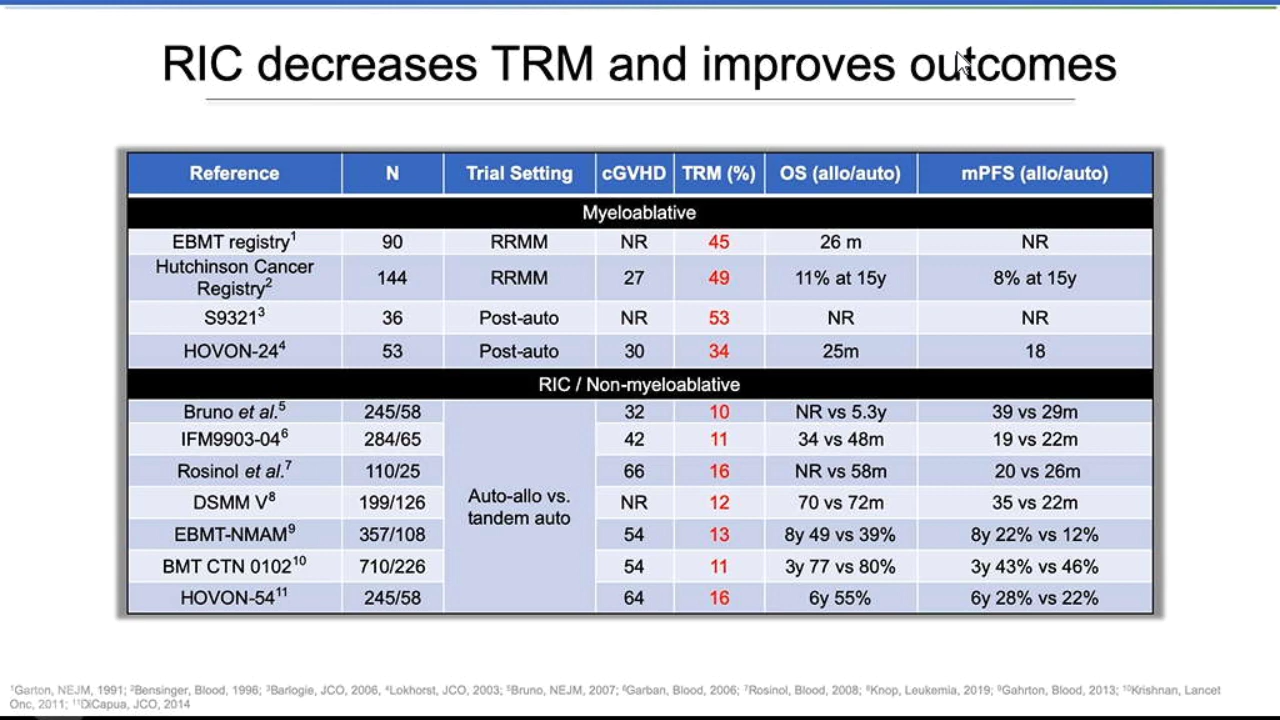 RIC decreases TRM and improves outcomes
Reference N Trial Setting cGVHD TRM (%) OS (allo/auto) mPFS (allo/auto)
Myeloablative
EBMT registry¹ 90 RRMM NR 45 26 m NR
Hutchinson Cancer
Registry² 144 RRMM 27 49 11% at 15y 8% at 15y
S9321³ 36 Post-auto NR 53 NR NR
HOVON-24⁴ 53 Post-auto 30 34 25m 18
RIC / Non-myeloablative
Bruno et al.⁵ 245/58 32 10 NR vs 5.3y 39 vs 29m
IFM9903-04⁶ 284/65 42 11 34 vs 48m 19 vs 22m
Rosinol et al.⁷ 110/25 66 16 NR vs 58m 20 vs 26m
Auto-allo vs.
tandem auto
DSMM V⁸ 199/126 NR 12 70 vs 72m 35 vs 22m
EBMT-NMAM⁹ 357/108 54 13 8y 49 vs 39% 8y 22% vs 12%
BMT CTN 0102¹⁰ 710/226 54 11 3y 77 vs 80% 3y 43% vs 46%
HOVON-54¹¹ 245/58 64 16 6y 55% 6y 28% vs 22%
¹Garton, NEJM, 1991; ²Bensinger, Blood, 1996; ³Barlogie, JCO, 2006, ⁴Lokhorst, JCO, 2003; ⁵Bruno, NEJM, 2007; ⁶Garban, Blood, 2006; ⁷Rosinol, Blood, 2008; ⁸Knop, Leukemia, 2019; ⁹Gahrton, Blood, 2013; ¹⁰Krishnan, Lancet
Onc, 2011; ¹¹DiCapua, JCO, 2014